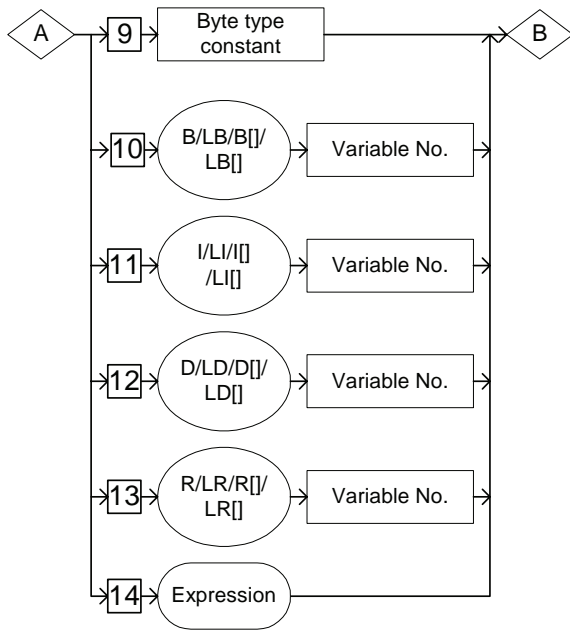 A
9
Byte type
constant
B
10
B/LB/B[]/
LB[]
Variable No.
11
I/LI/I[]
/LI[]
Variable No.
12
D/LD/D[]/
LD[]
Variable No.
13
R/LR/R[]/
LR[]
Variable No.
14
Expression